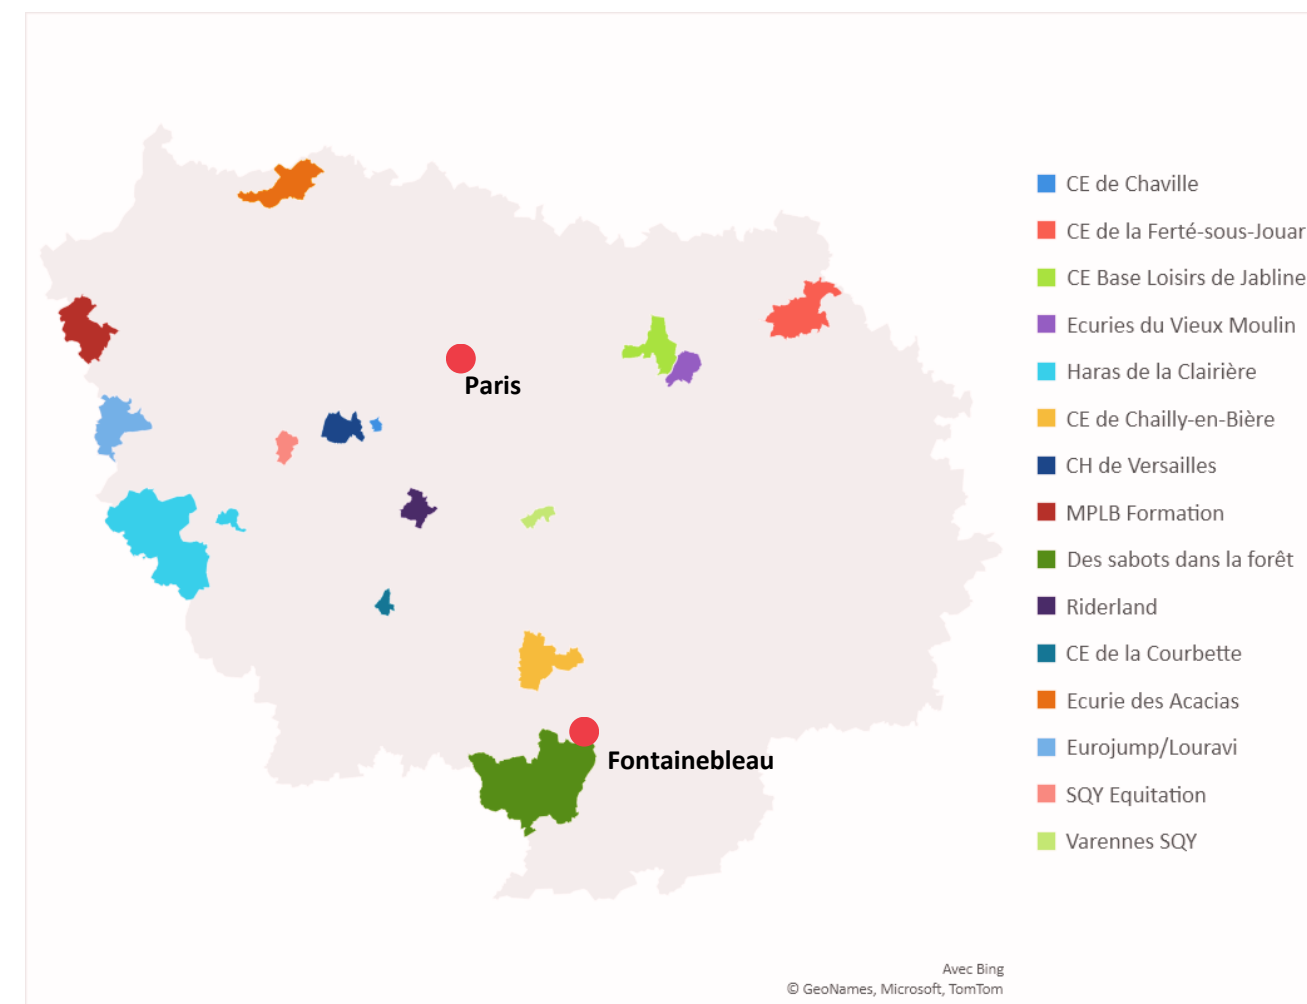 CE de Chaville
CE de la Ferté-sous-Jouar
CE Base Loisirs de Jabline
Ecuries du Vieux Moulin
Haras de la Clairière
CE de Chailly-en-Bière
CH de Versailles
MPLB Formation
Des sabots dans la forêt
Riderland
CE de la Courbette
Ecurie des Acacias
Eurojump/Louravi
SQY Equitation
Varennes SQY
Paris
Fontainebleau
Avec Bing
© GeoNames, Microsoft, TomTom